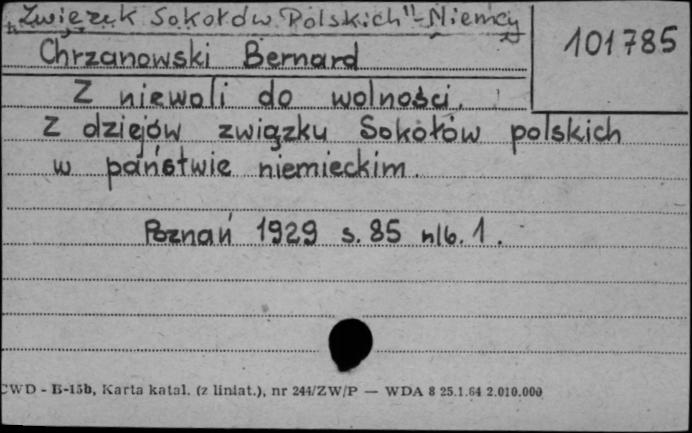 „Związek Sokołów Polskich"-Niemcy
101785
Chrzanowski Bernard
Z niewoli do wolności.
Z dziejów związku Sokołów polskich
w państwie niemieckim.
Poznań 1929 s. 85 nlb. 1.
CWD - B-15b, Karta katal. (z liniat.), nr 244/ZW/P — WDA 8 25.1.64 2.010.000